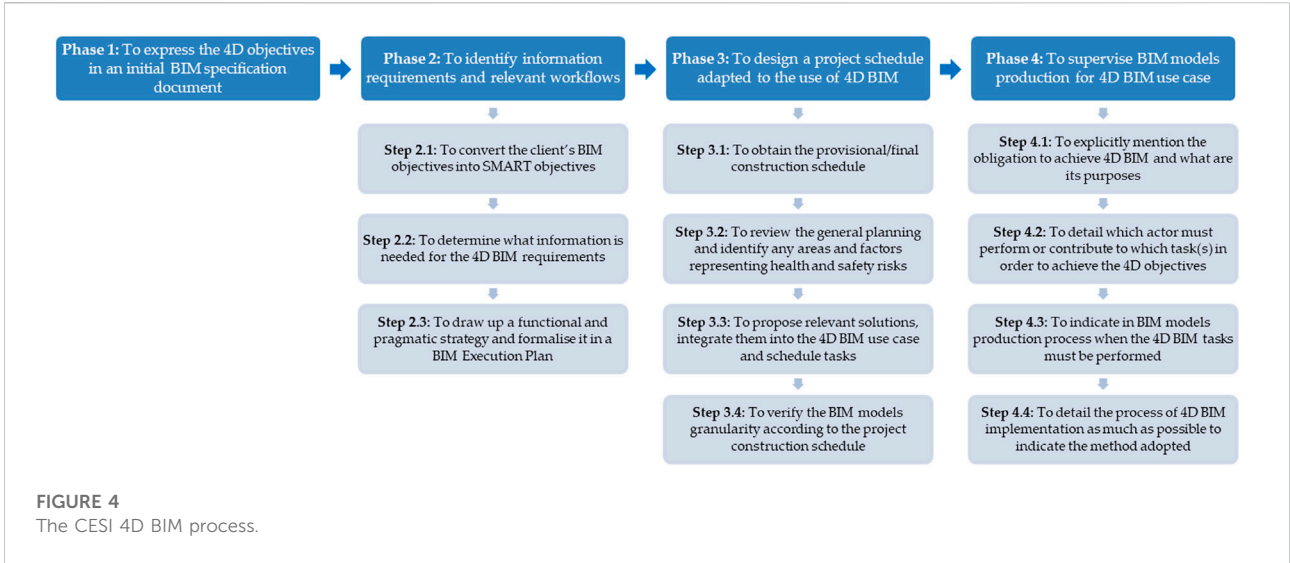 Phase 1: To express the 4D objectives
in an initial BIM specification
document
Phase 2: To identify information
requirements and relevant workflows
Step 2.1: To convert the client's BIM
objectives into SMART objectives
Step 2.2: To determine what information is
needed for the 4D BIM requirements
Step 2.3: To draw up a functional and
pragmatic strategy and formalise it in a
BIM Execution Plan
Phase 3: To design a project schedule
adapted to the use of 4D BIM
Step 3.1: To obtain the provisional/final
construction schedule
Step 3.2: To review the general planning
and identify any areas and factors
representing health and safety risks
Step 3.3: To propose relevant solutions,
integrate them into the 4D BIM use case
and schedule tasks
Step 3.4: To verify the BIM models
granularity according to the project
construction schedule
Phase 4: To supervise BIM models
production for 4D BIM use case
Step 4.1: To explicitly mention the
obligation to achieve 4D BIM and what are
its purposes
Step 4.2: To detail which actor must
perform or contribute to which task(s) in
order to achieve the 4D objectives
Step 4.3: To indicate in BIM models
production process when the 4D BIM tasks
must be performed
Step 4.4: To detail the process of 4D BIM
implementation as much as possible to
indicate the method adopted
FIGURE 4
The CESI 4D BIM process.